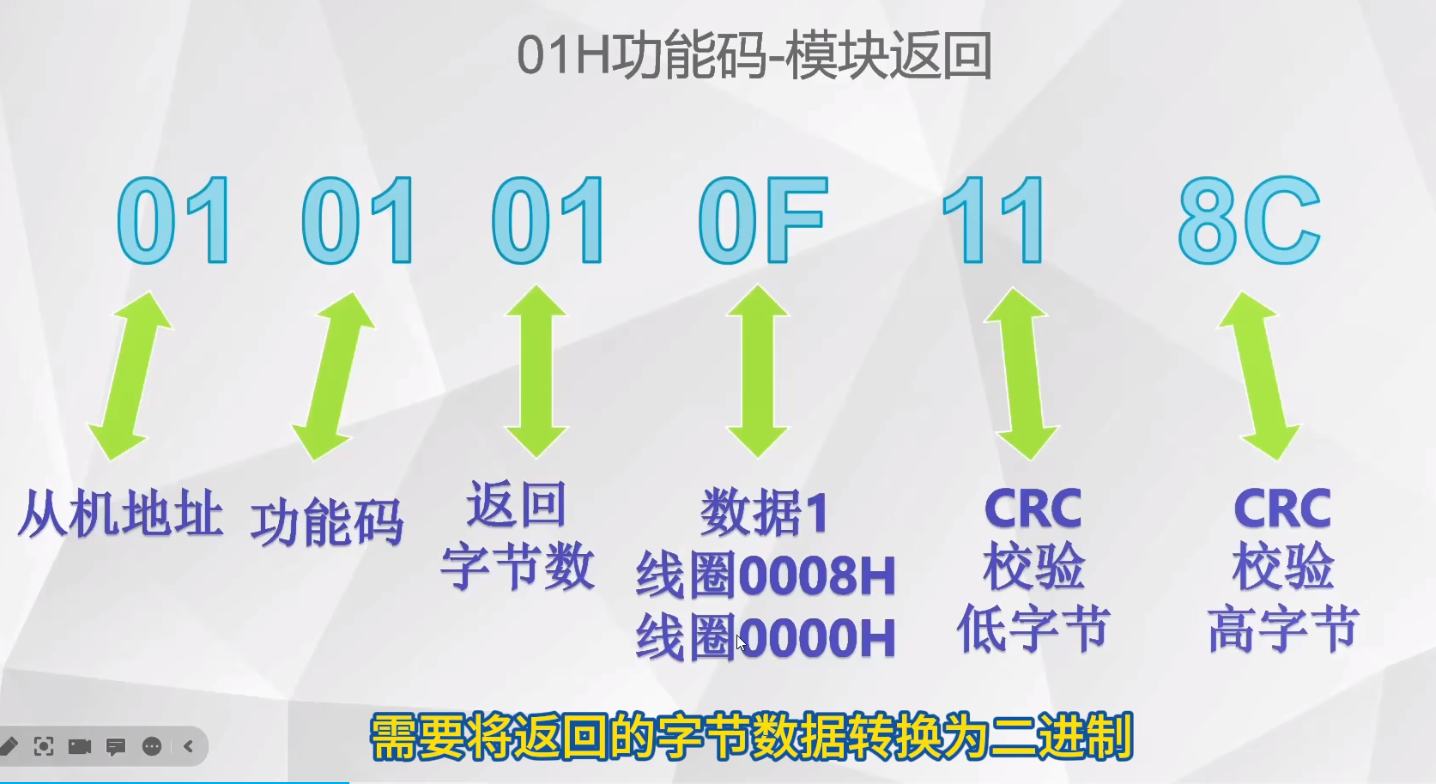 01H功能码-模块返回
01 01 01 0F 11 8C
从机地址
功能码
返回
字节数
数据1
线圈0008H
线圈0000H
CRC
校验
低字节
CRC
校验
高字节
需要将返回的字节数据转换为二进制